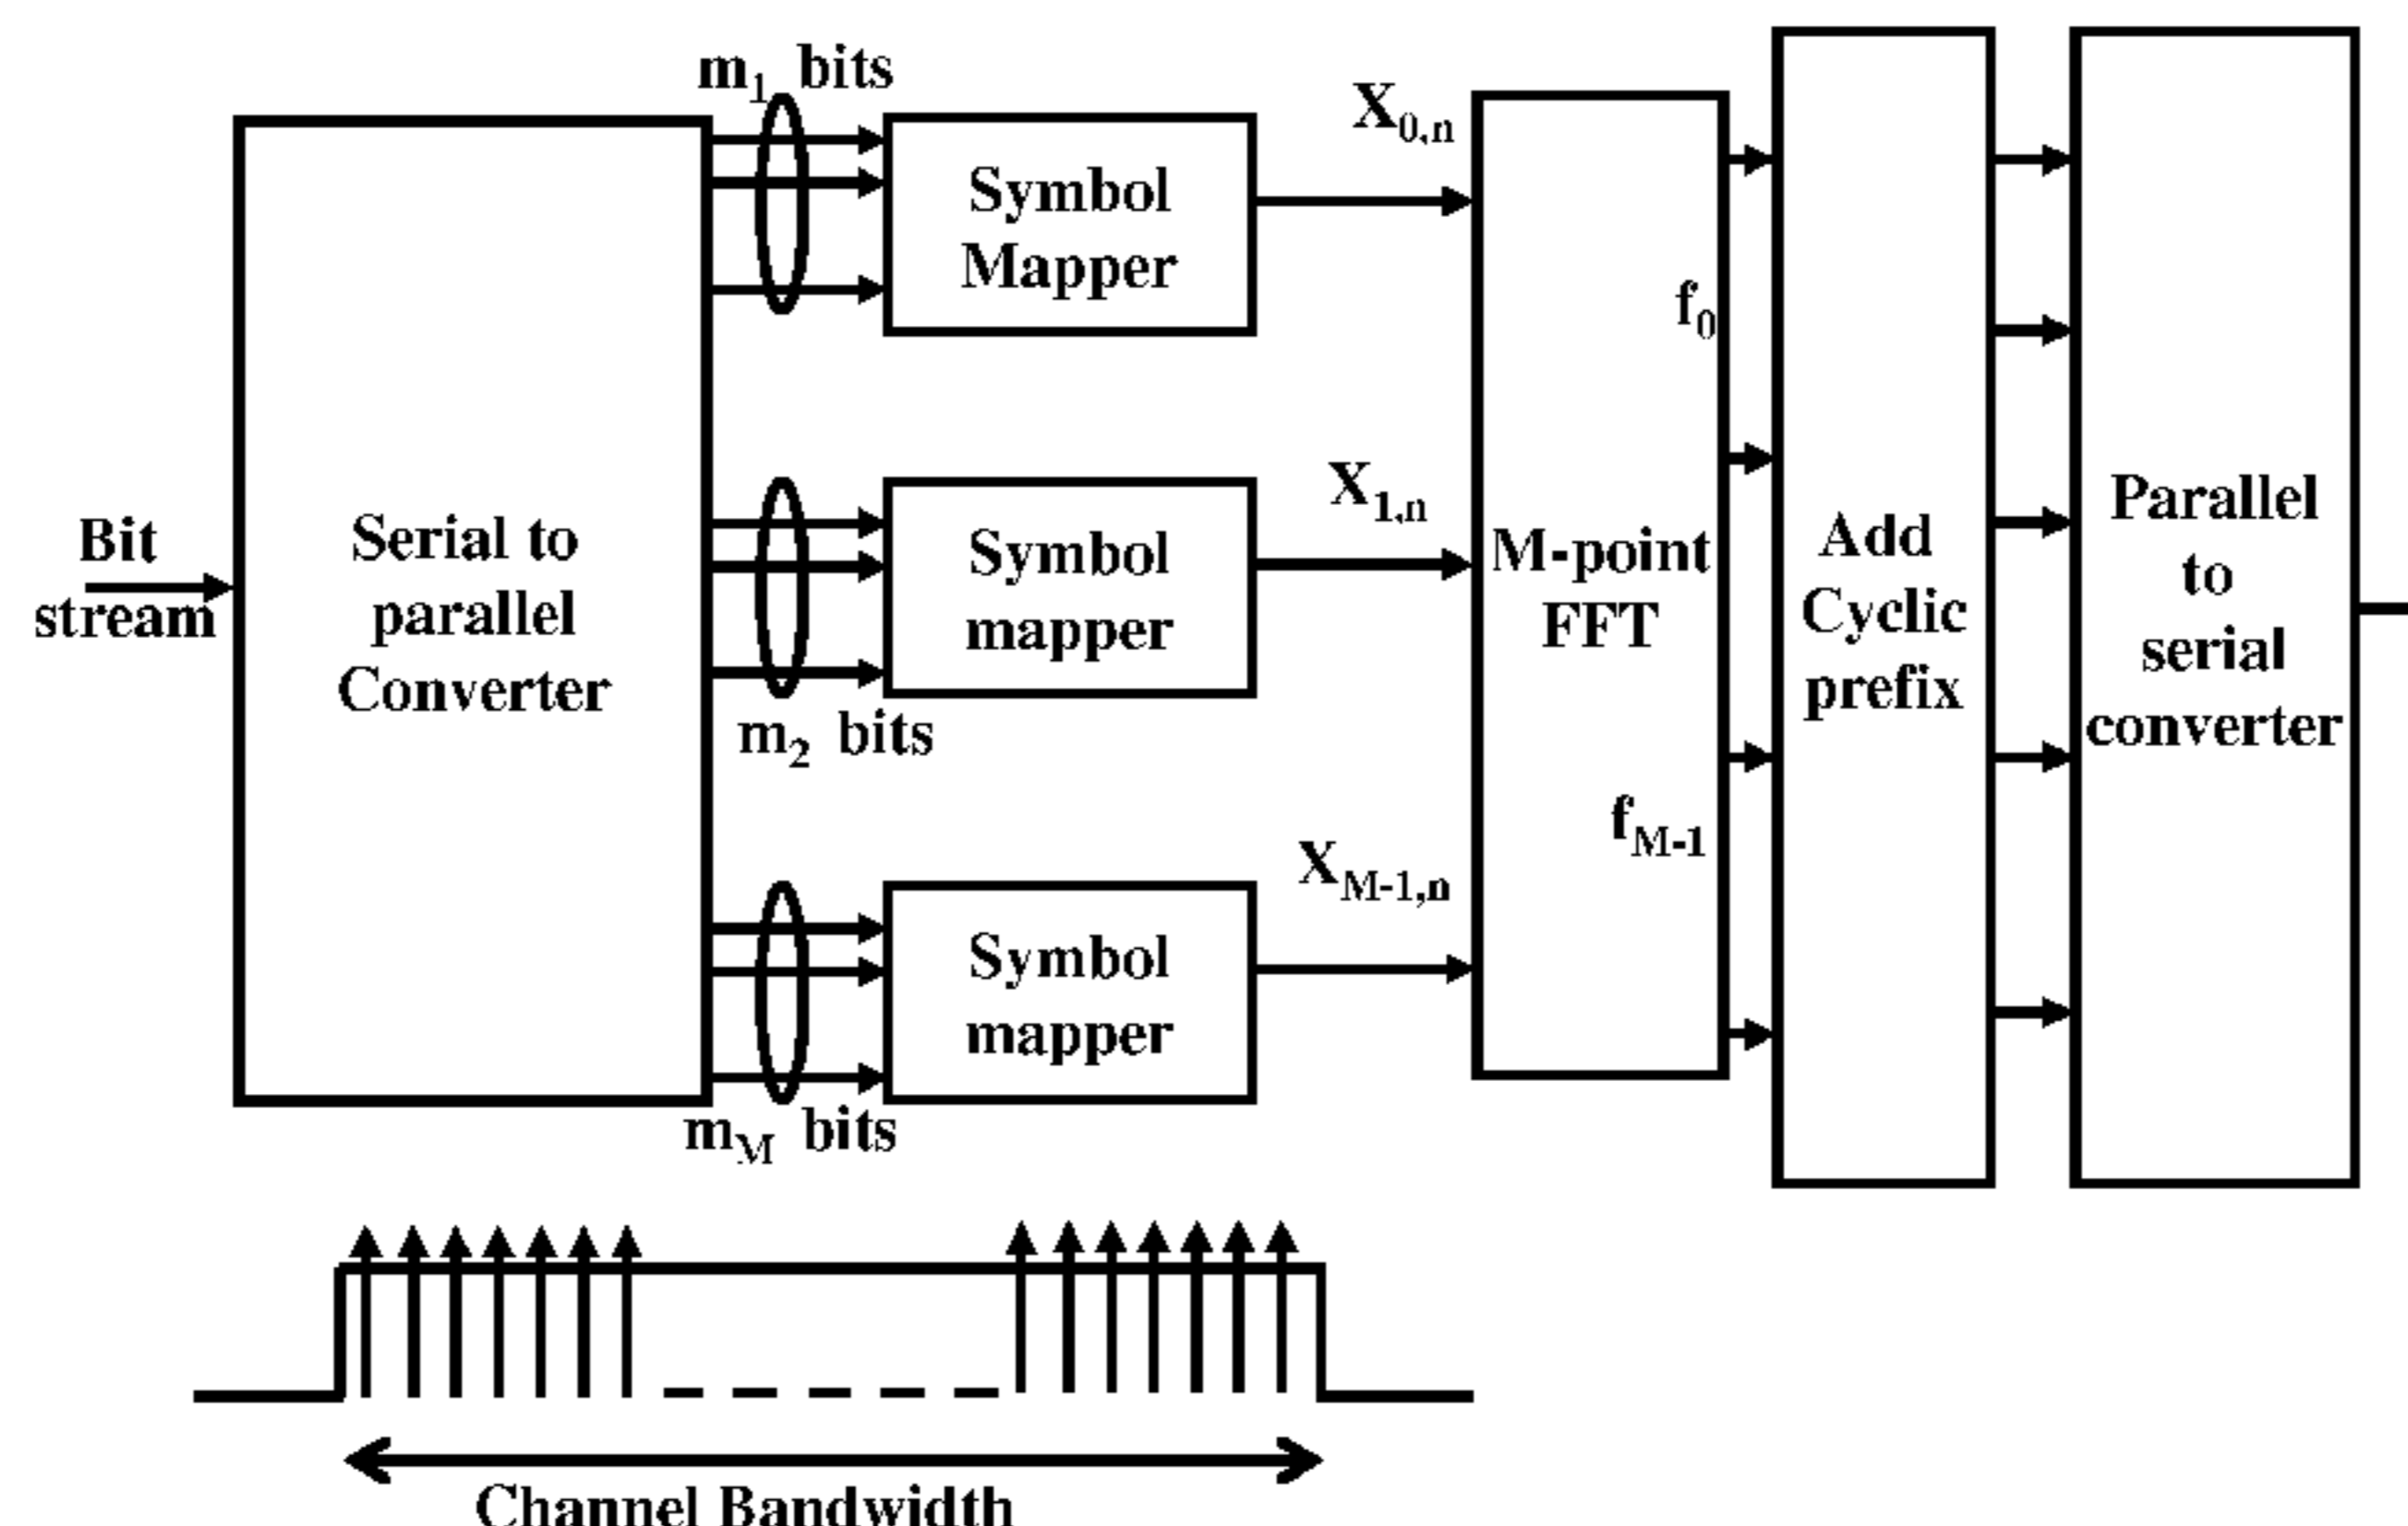 m1 bits
X0,n
Symbol
Mapper
f0
Bit
stream
Serial to
parallel
Converter
X1,n
Symbol
mapper
m2 bits
M-point
FFT
Add
Cyclic
prefix
Parallel
to
serial
converter
fM-1
XM-1,n
Symbol
mapper
mM bits
Channel Bandwidth